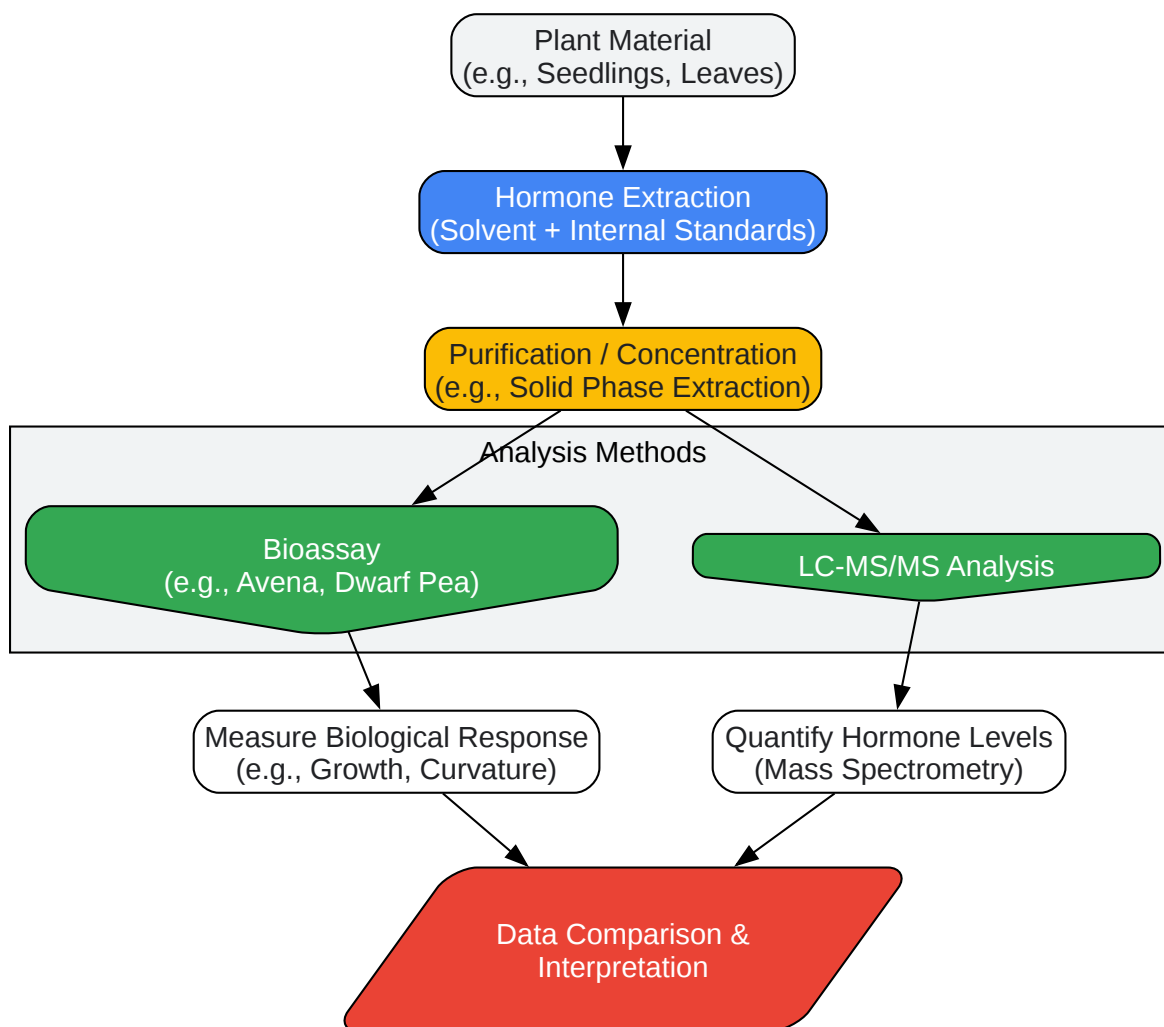 Plant Material
(e.g., Seedlings, Leaves)
Hormone Extraction
(Solvent + Internal Standards)
Purification / Concentration
(e.g., Solid Phase Extraction)
Analysis Methods
Bioassay
(e.g., Avena, Dwarf Pea)
LC-MS/MS Analysis
Measure Biological Response
(e.g., Growth, Curvature)
Quantify Hormone Levels
(Mass Spectrometry)
Data Comparison &
Interpretation